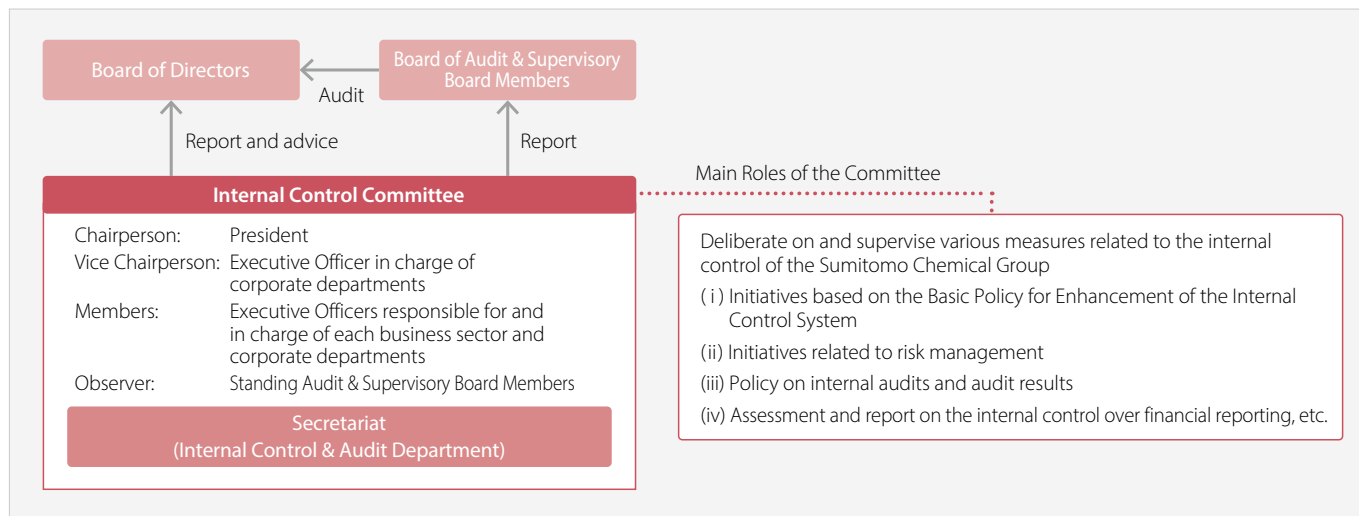 Board of Directors
Board of Audit & Supervisory
Board Members
Audit
Report and advice
Report
Internal Control Committee
Chairperson: President
Vice Chairperson: Executive Officer in charge of
corporate departments
Members: Executive Officers responsible for and
in charge of each business sector and
corporate departments
Observer: Standing Audit & Supervisory Board Members
Secretariat
(Internal Control & Audit Department)
Main Roles of the Committee
Deliberate on and supervise various measures related to the internal
control of the Sumitomo Chemical Group
(i) Initiatives based on the Basic Policy for Enhancement of the Internal
Control System
(ii) Initiatives related to risk management
(iii) Policy on internal audits and audit results
(iv) Assessment and report on the internal control over financial reporting, etc.